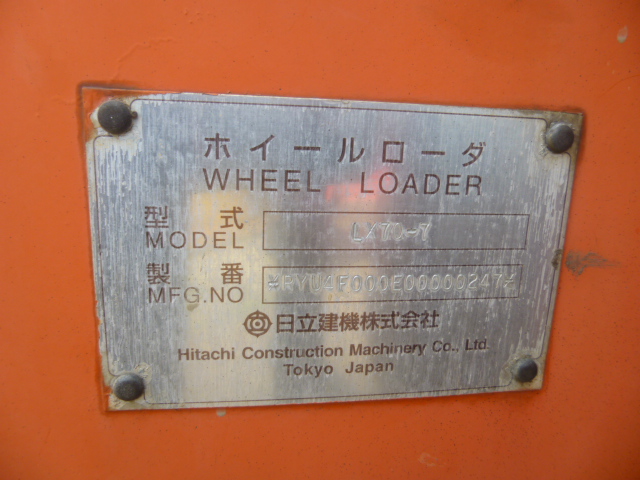 ホイールローダ
WHEEL LOADER
型式 LX70-7
MODEL
製番 *RYU4F000E00000247*
MFG.NO
日立建機株式会社
Hitachi Construction Machinery Co., Ltd.
Tokyo Japan